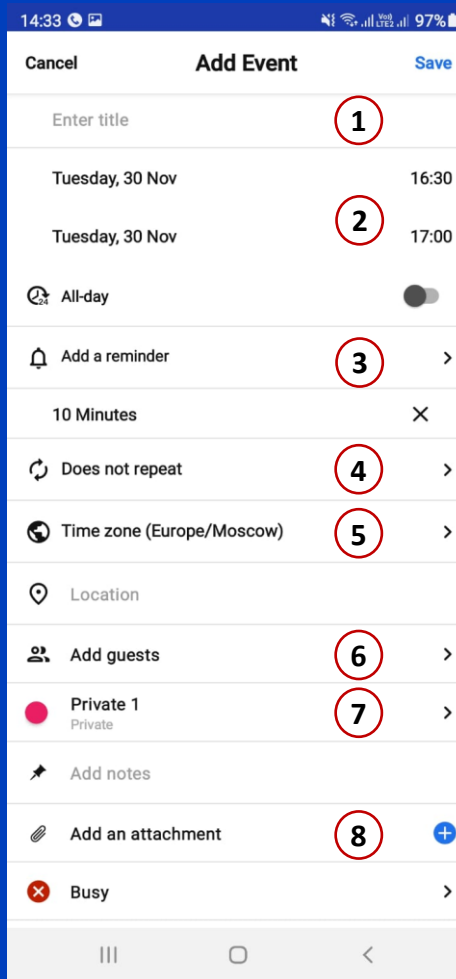 14:33 97%
Cancel Add Event Save
Enter title 1
Tuesday, 30 Nov 16:30
2
Tuesday, 30 Nov 17:00
24 All-day
Add a reminder 3
10 Minutes
Does not repeat 4
Time zone (Europe/Moscow) 5
Location
Add guests 6
Private 1 7
Private
Add notes
Add an attachment 8
Busy